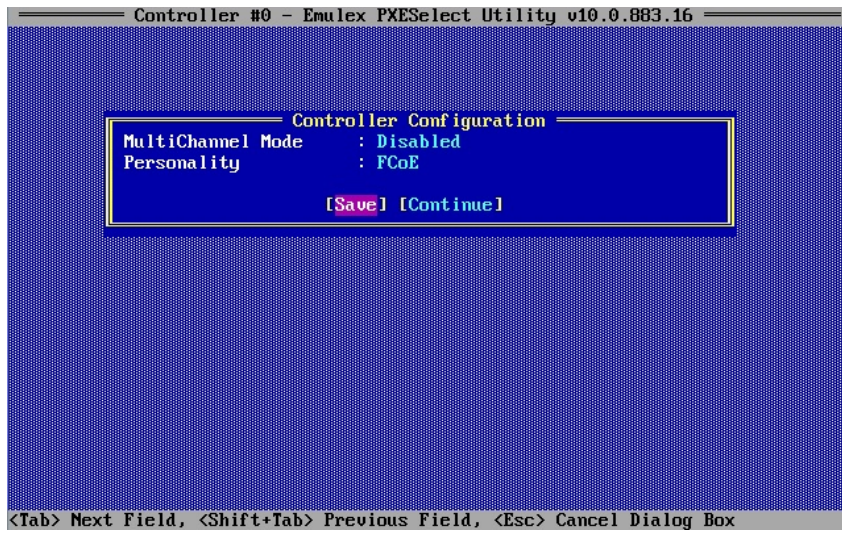 Controller #0 - Emulex PXESelect Utility v10.0.883.16
Controller Configuration
MultiChannel Mode : Disabled
Personality : FCoE
[Save] [Continue]
<Tab> Next Field, <Shift+Tab> Previous Field, <Esc> Cancel Dialog Box